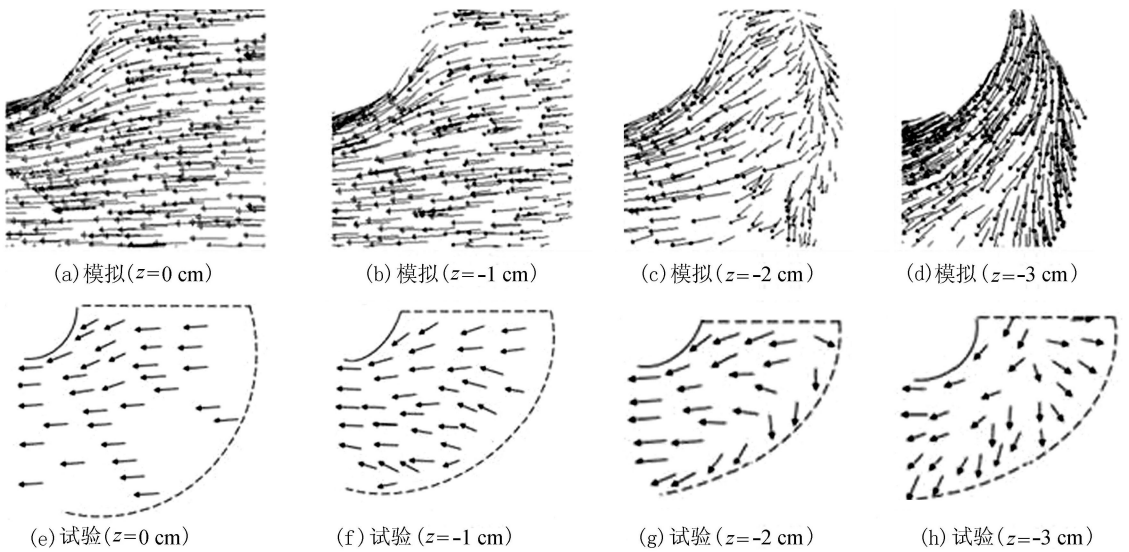 (a)模拟(z=0 cm)
(b)模拟(z=-1 cm)
(c)模拟(z=-2 cm)
(d)模拟(z=-3 cm)
(e)试验(z=0 cm)
(f)试验(z=-1 cm)
(g)试验(z=-2 cm)
(h)试验(z=-3 cm)